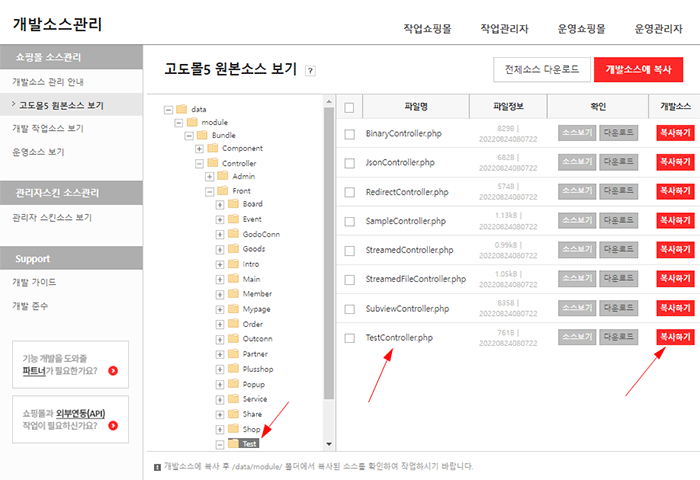 개발소스관리
작업쇼핑몰 작업관리자 운영쇼핑몰 운영관리자
쇼핑몰 소스관리
개발소스 관리 안내
고도몰5 원본소스 보기
개발 작업소스 보기
운영소스 보기
관리자스킨 소스관리
관리자 스킨소스 보기
Support
개발 가이드
개발 준수
기능 개발을 도와줄
파트너가 필요한가요?
쇼핑몰과 외부연동(API)
작업이 필요하신가요?
고도몰5 원본소스 보기 ?
전체소스 다운로드 개발소스에 복사
data
module
Bundle
Component
Controller
Admin
Front
Board
Event
GodoConn
Goods
Intro
Main
Member
Mypage
Order
Outconn
Partner
Plusshop
Popup
Service
Share
Shop
Test
파일명 파일정보 확인 개발소스
BinaryController.php 829B | 20220824080722 소스보기 다운로드 복사하기
JsonController.php 682B | 20220824080722 소스보기 다운로드 복사하기
RedirectController.php 574B | 20220824080722 소스보기 다운로드 복사하기
SampleController.php 1.13kB | 20220824080722 소스보기 다운로드 복사하기
StreamedController.php 0.99kB | 20220824080722 소스보기 다운로드 복사하기
StreamedFileController.php 1.05kB | 20220824080722 소스보기 다운로드 복사하기
SubviewController.php 835B | 20220824080722 소스보기 다운로드 복사하기
TestController.php 761B | 20220824080722 소스보기 다운로드 복사하기
개발소스에 복사 후 /data/module/ 폴더에서 복사된 소스를 확인하여 작업하시기 바랍니다.